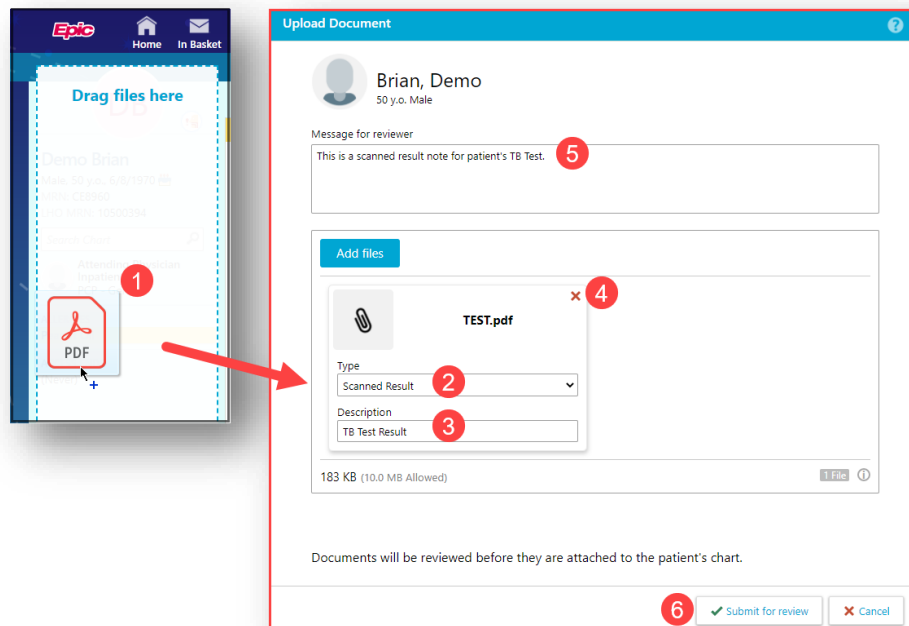 Epic
Home
In Basket
Drag files here
Demo Brian
1
PDF
Upload Document
?
Brian, Demo
50 y.o. Male
Message for reviewer
This is a scanned result note for patient's TB Test.
5
Add files
4
TEST.pdf
Type
Scanned Result
2
Description
TB Test Result
3
183 KB (10.0 MB Allowed)
1 File
Documents will be reviewed before they are attached to the patient's chart.
6
Submit for review
Cancel